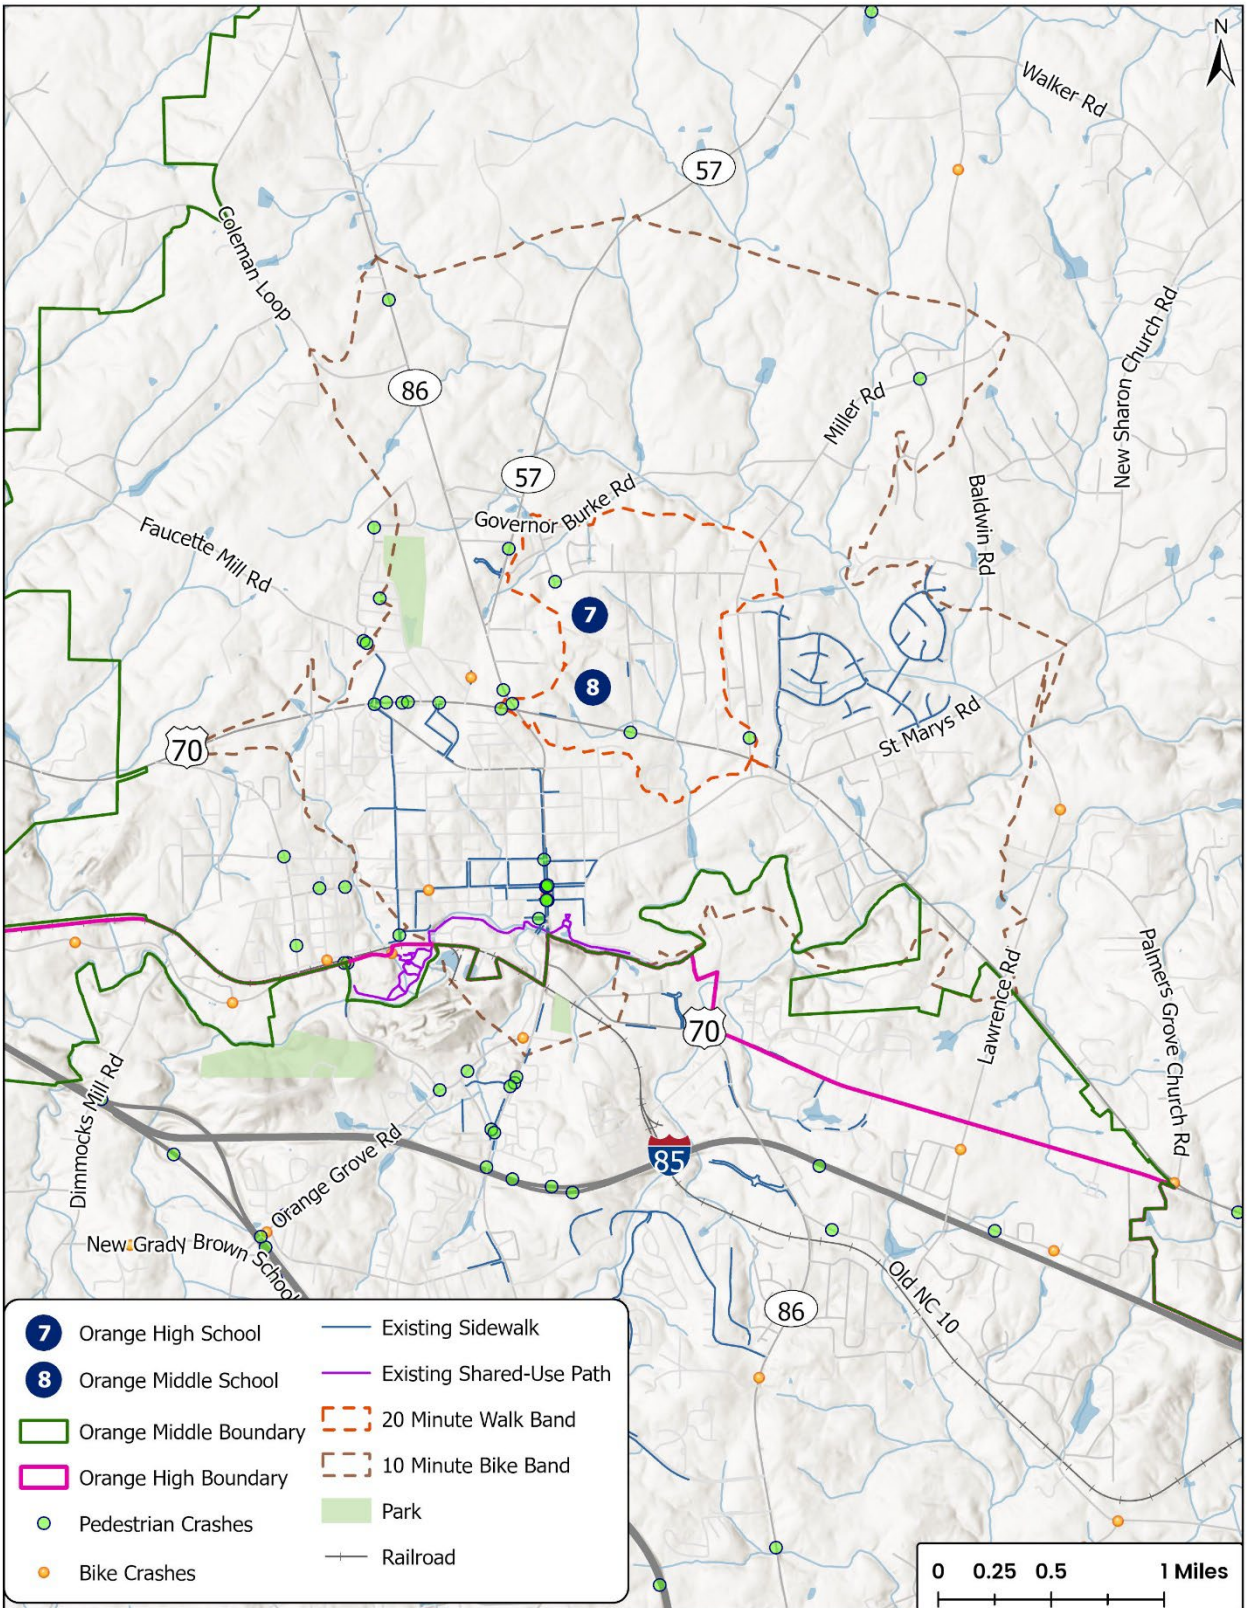 N
Walker Rd
57
Coleman Loop
New Sharon Church Rd
86
Miller Rd
57
Governor Burke Rd
Baldwin Rd
Faucette Mill Rd
7
8
St Marys Rd
70
Palmers Grove Church Rd
Lawrence Rd
70
Dimmocks Mill Rd
Orange Grove Rd
85
New Grady Brown School
Old NC 10
86
7 Orange High School
8 Orange Middle School
Orange Middle Boundary
Orange High Boundary
Pedestrian Crashes
Bike Crashes
Existing Sidewalk
Existing Shared-Use Path
20 Minute Walk Band
10 Minute Bike Band
Park
Railroad
0 0.25 0.5 1 Miles